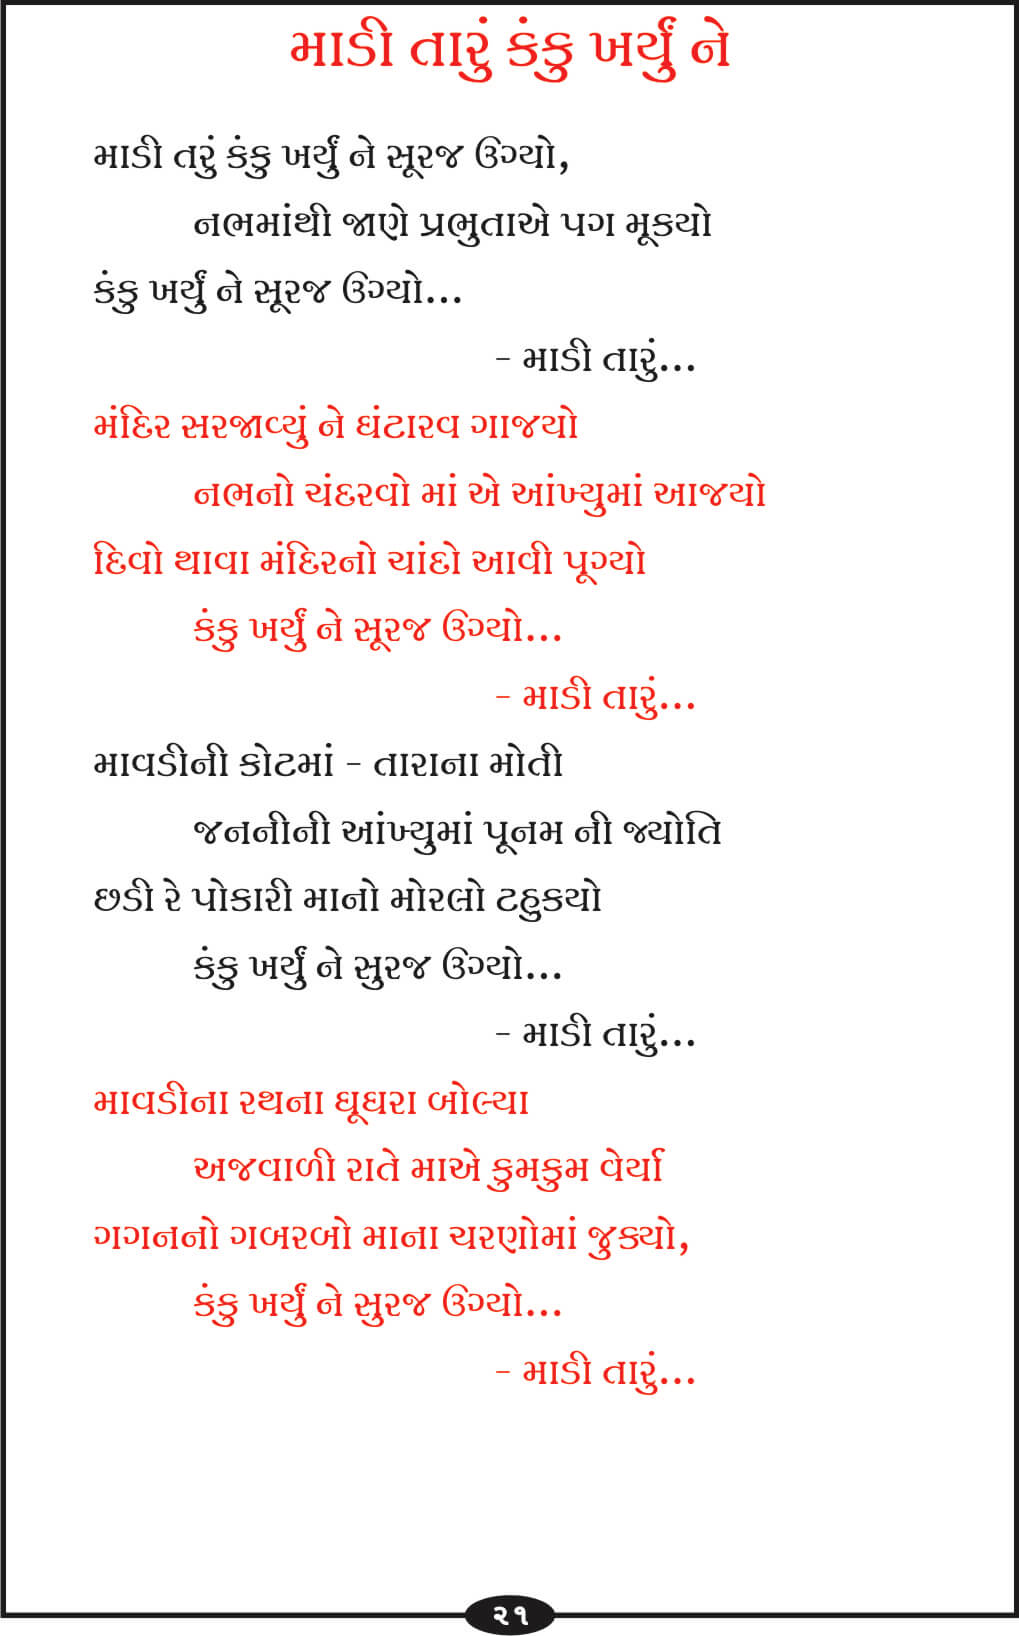 માડી તારું કંકુ ખર્યું ને
માડી તરું કંકુ ખર્યું ને સૂરજ ઉગ્યો,
નભમાંથી જાણે પ્રભુતાએ પગ મૂકયો
કંકુ ખર્યું ને સૂરજ ઉગ્યો...
- માડી તારું...
મંદિર સરજાવ્યું ને ઘંટારવ ગાજયો
નભનો ચંદરવો માં એ આંખ્યુમાં આજયો
દિવો થાવા મંદિરનો ચાંદો આવી પૂગ્યો
કંકુ ખર્યું ને સૂરજ ઉગ્યો...
- માડી તારું...
માવડીની કોટમાં - તારાના મોતી
જનનીની આંખ્યુમાં પૂનમ ની જ્યોતિ
છડી રે પોકારી માનો મોરલો ટહુકયો
કંકુ ખર્યું ને સુરજ ઉગ્યો...
- માડી તારું...
માવડીના રથના ઘૂઘરા બોલ્યા
અજવાળી રાતે માએ કુમકુમ વેર્યા
ગગનનો ગબરબો માના ચરણોમાં જુક્યો,
કંકુ ખર્યું ને સુરજ ઉગ્યો...
- માડી તારું...
૨૧